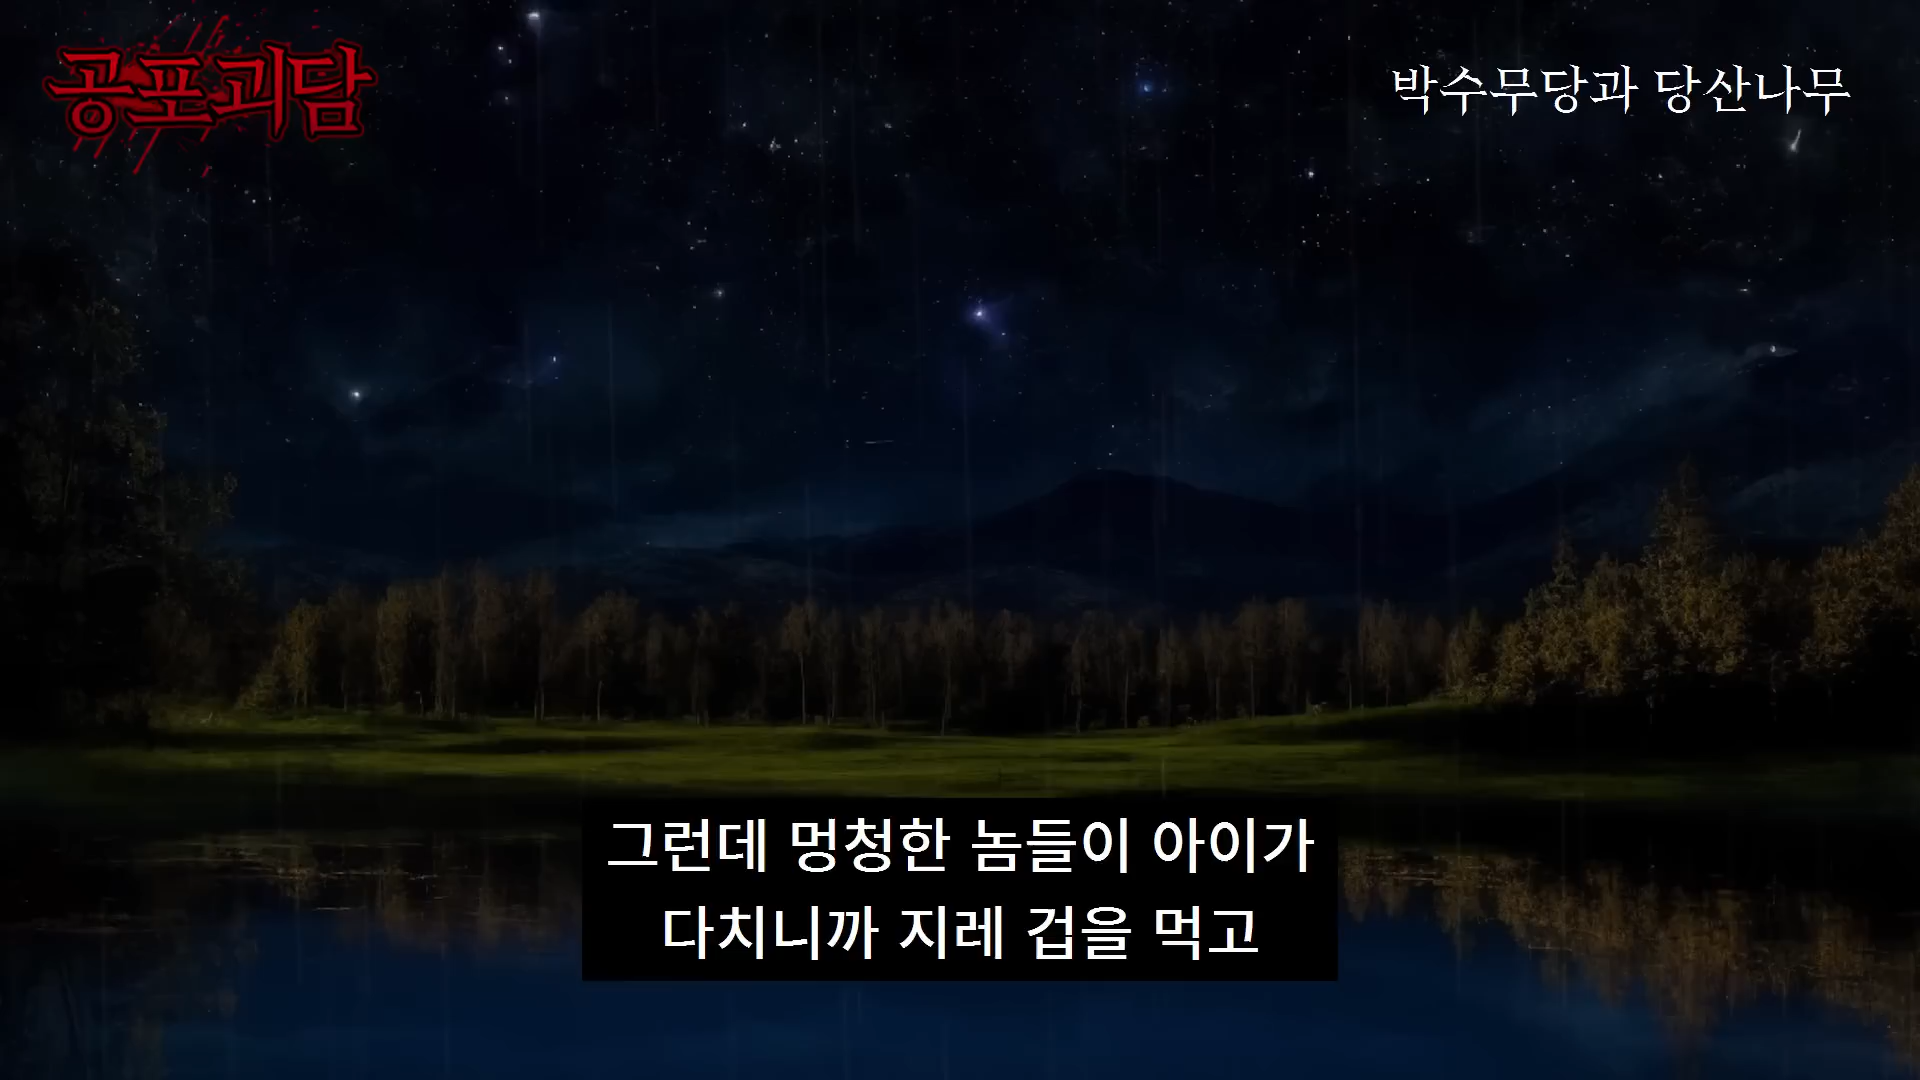 공포괴담
박수무당과 당산나무
그런데 멍청한 놈들이 아이가
다치니까 지레 겁을 먹고